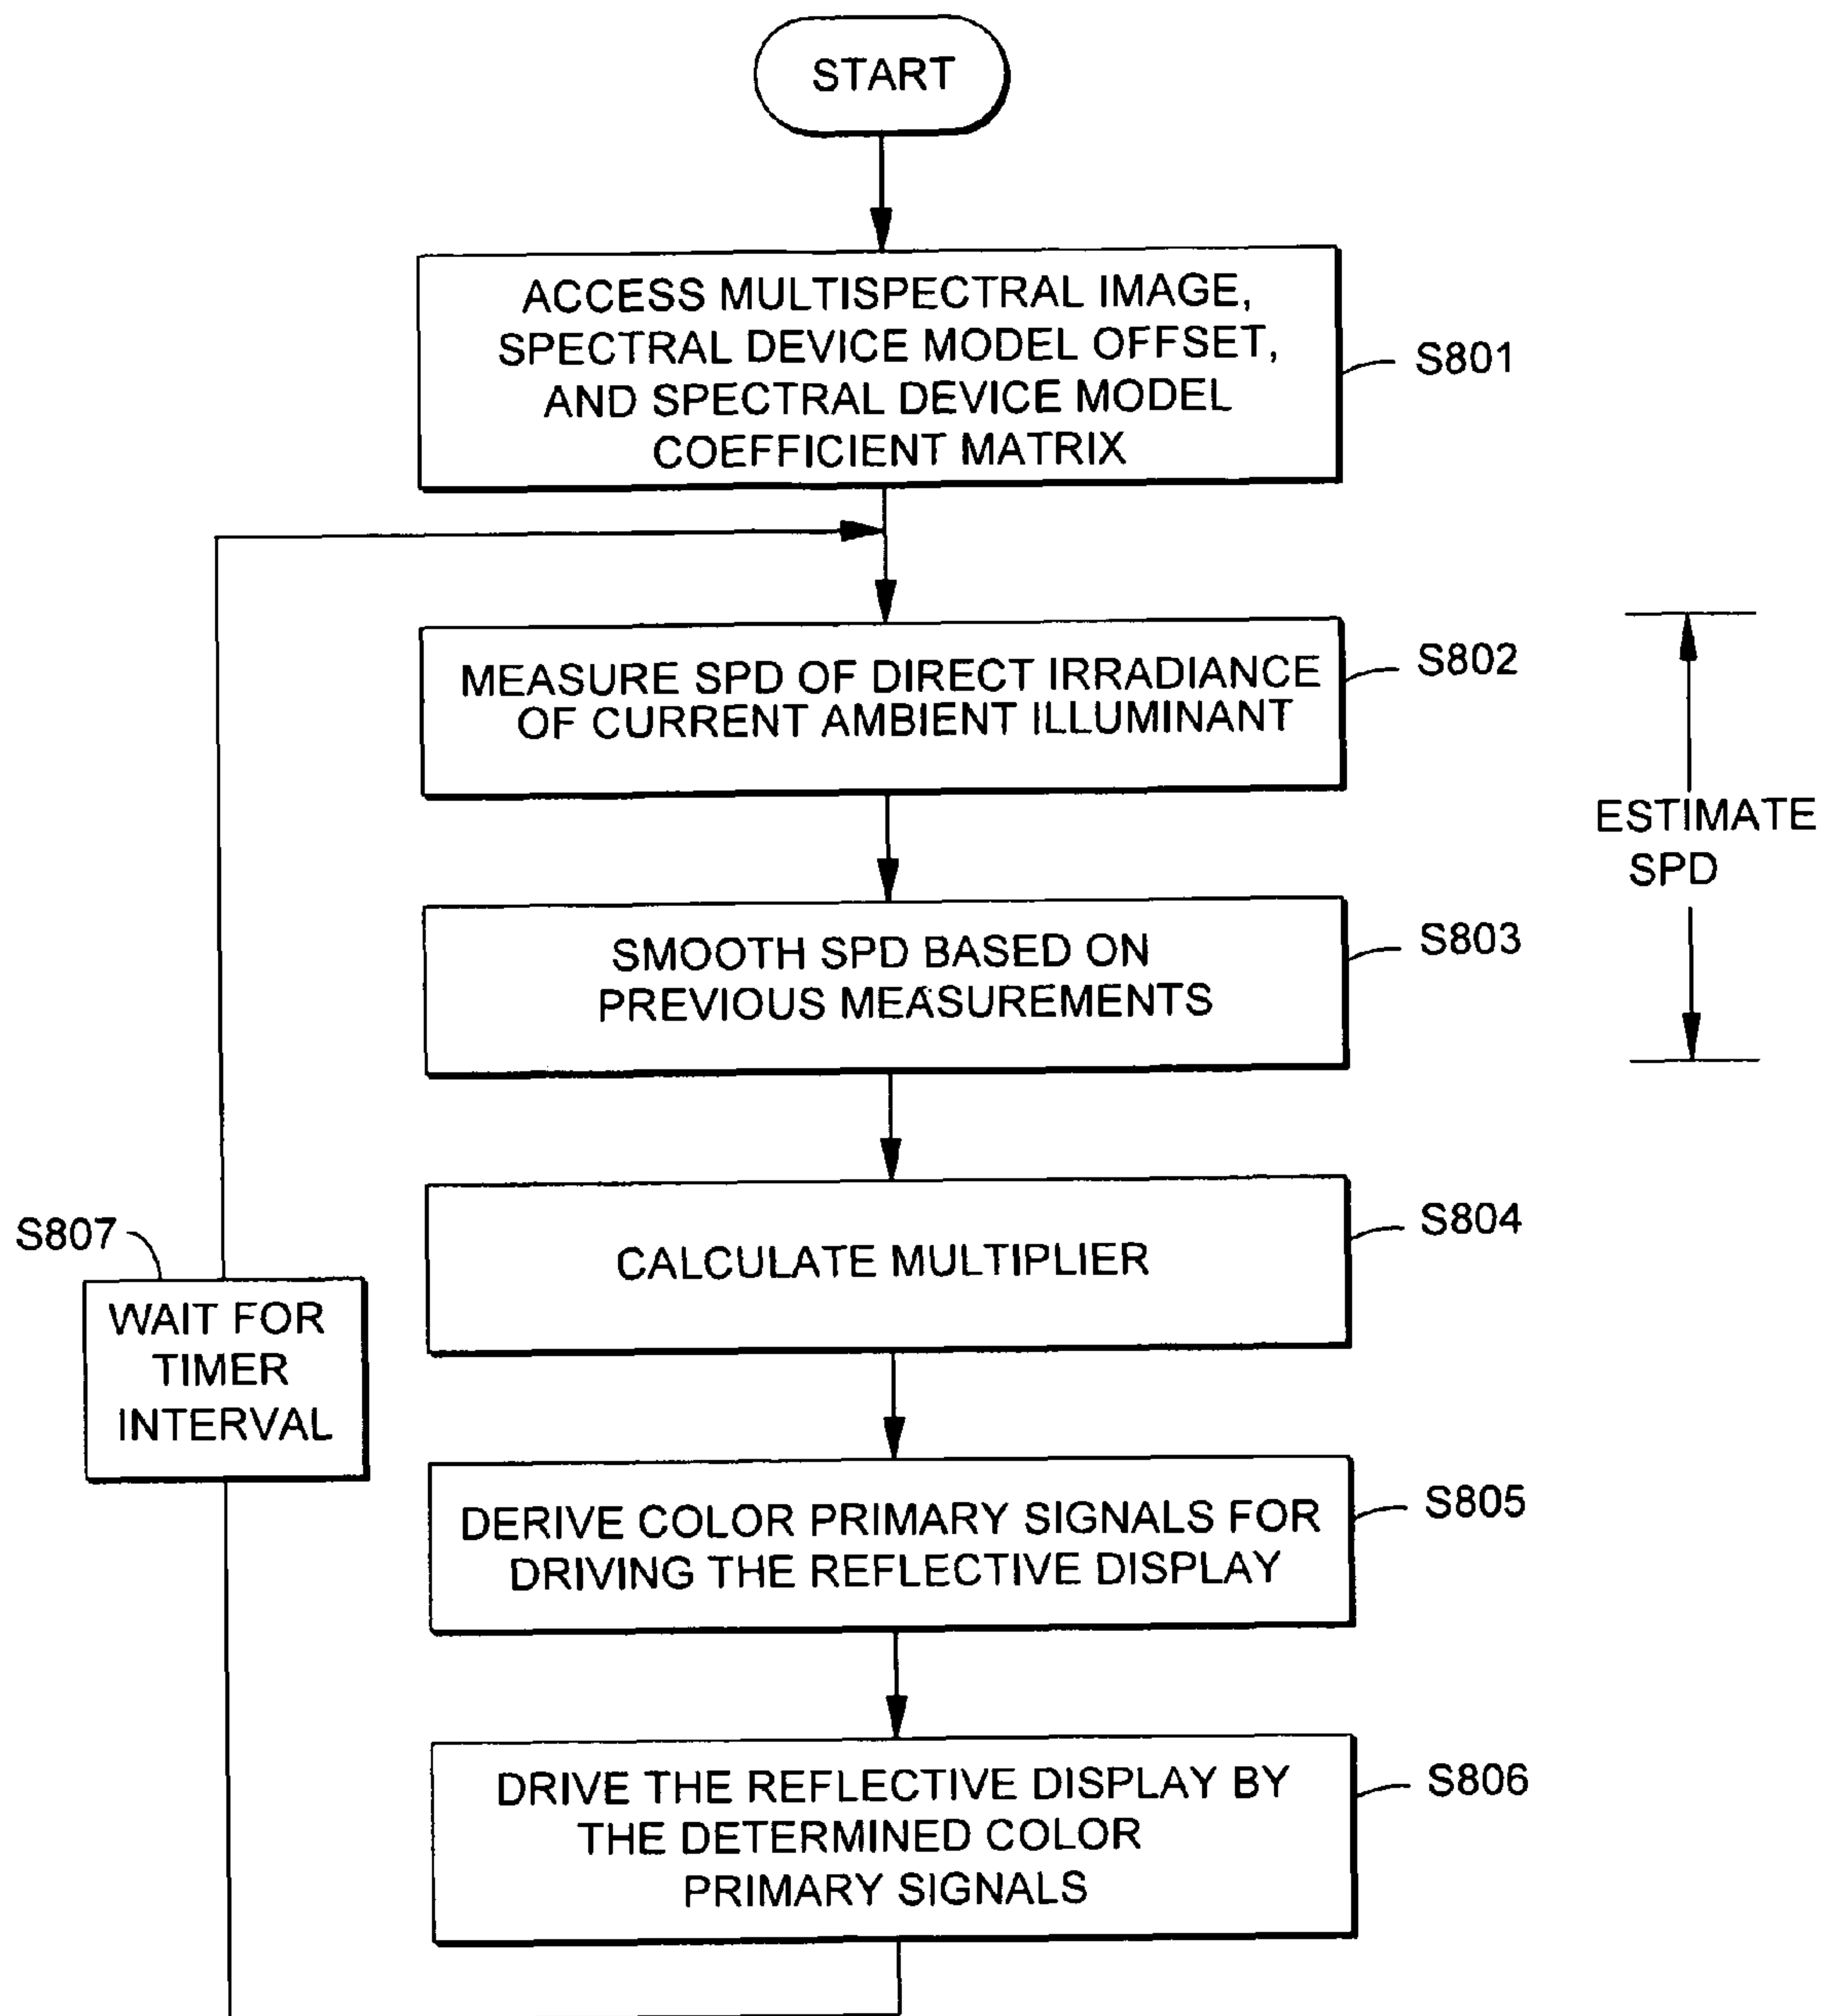 START
ACCESS MULTISPECTRAL IMAGE,
SPECTRAL DEVICE MODEL OFFSET,
AND SPECTRAL DEVICE MODEL
COEFFICIENT MATRIX
S801
MEASURE SPD OF DIRECT IRRADIANCE
OF CURRENT AMBIENT ILLUMINANT
S802
ESTIMATE
SPD
SMOOTH SPD BASED ON
PREVIOUS MEASUREMENTS
S803
CALCULATE MULTIPLIER
S804
S807
WAIT FOR
TIMER
INTERVAL
DERIVE COLOR PRIMARY SIGNALS FOR
DRIVING THE REFLECTIVE DISPLAY
S805
DRIVE THE REFLECTIVE DISPLAY BY
THE DETERMINED COLOR
PRIMARY SIGNALS
S806